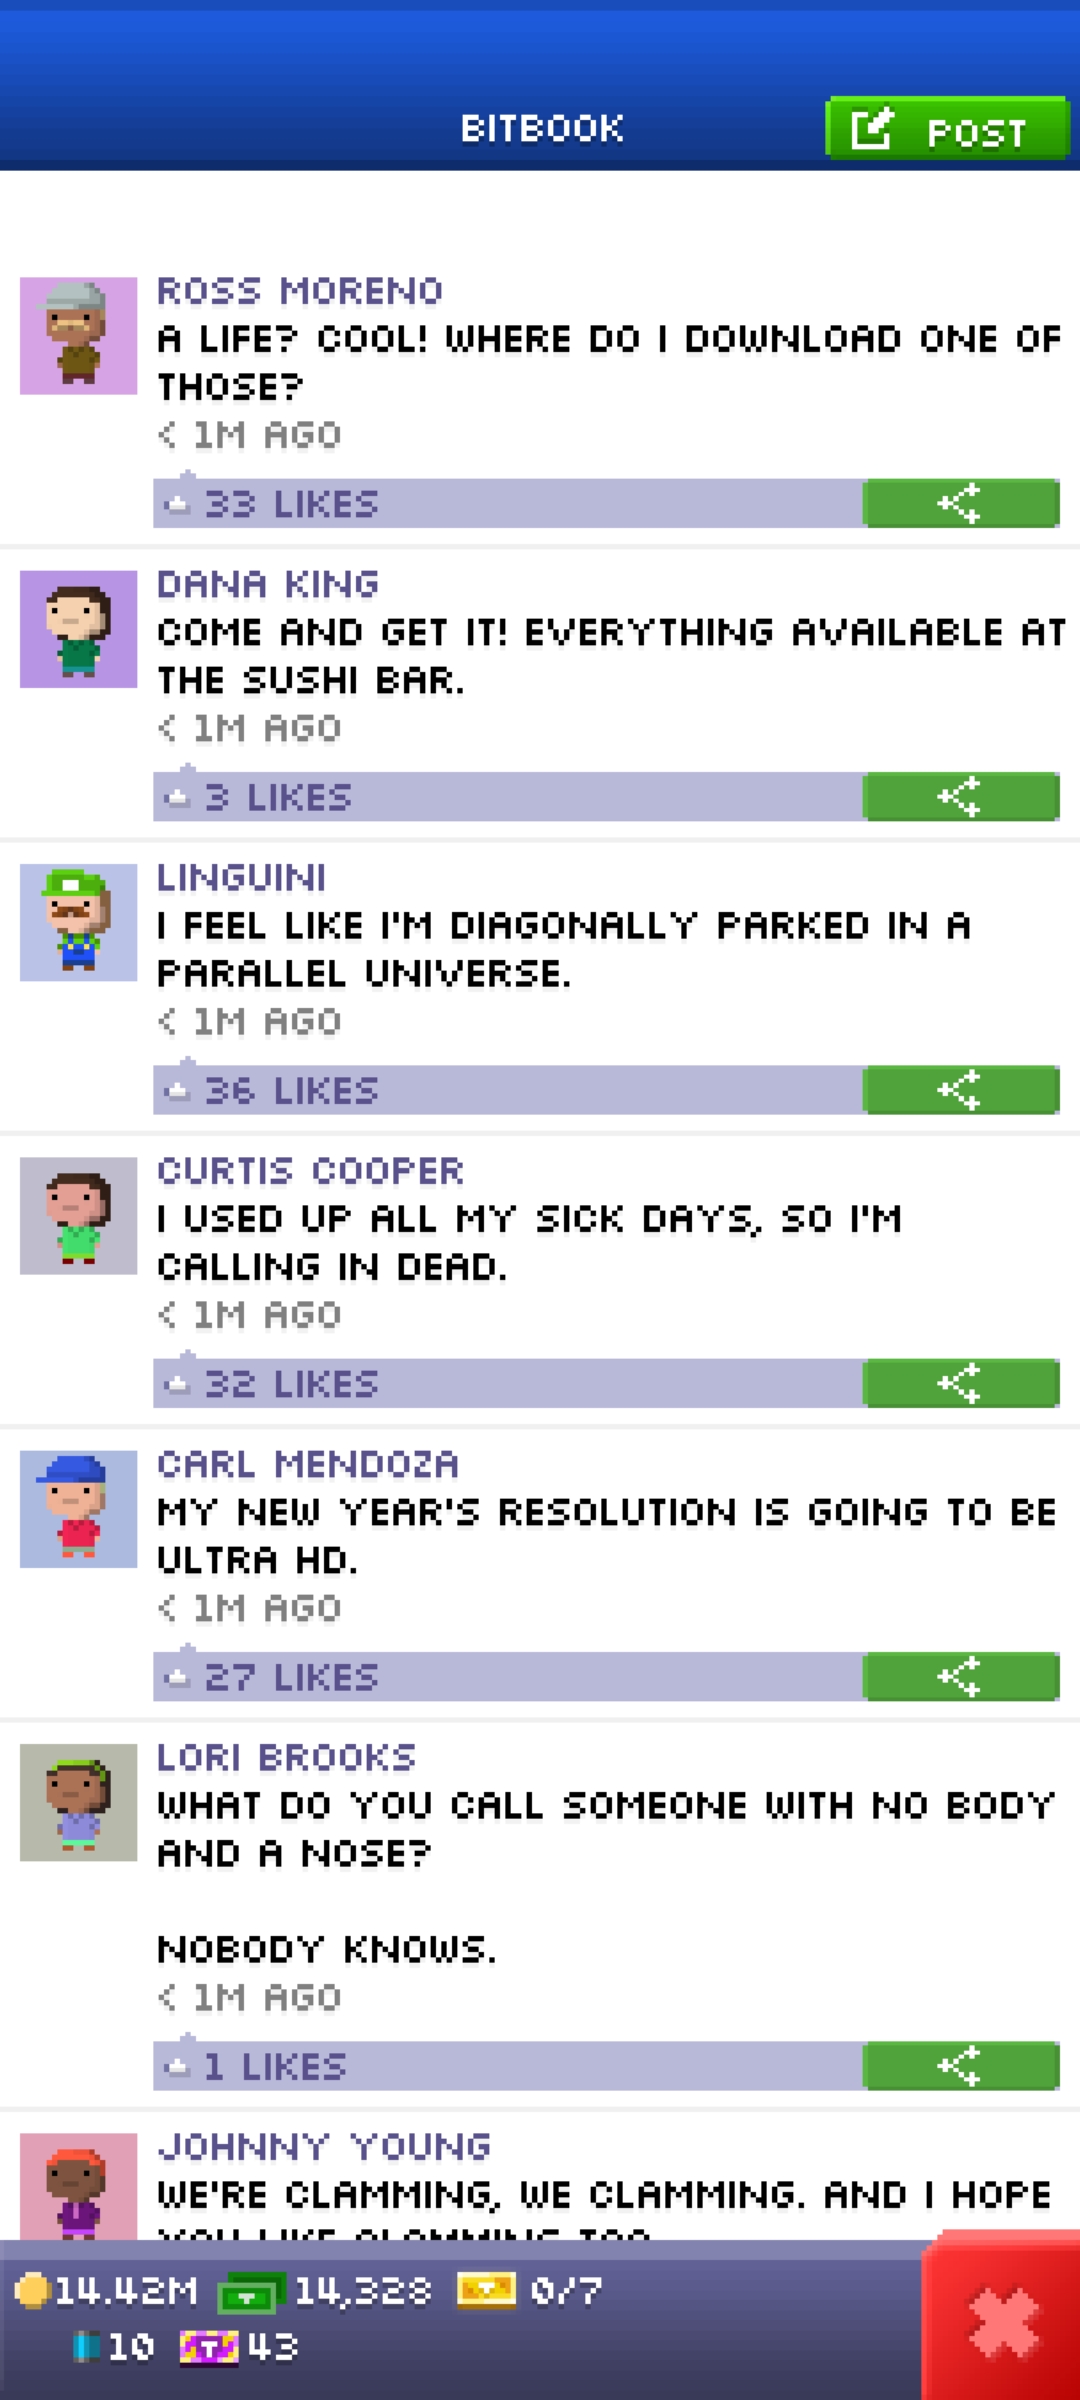 BITBOOK
POST
ROSS MORENO
A LIFE? COOL! WHERE DO I DOWNLOAD ONE OF
THOSE?
< 1M AGO
33 LIKES
DANA KING
COME AND GET IT! EVERYTHING AVAILABLE AT
THE SUSHI BAR.
< 1M AGO
3 LIKES
LINGUINI
I FEEL LIKE I'M DIAGONALLY PARKED IN A
PARALLEL UNIVERSE.
< 1M AGO
36 LIKES
CURTIS COOPER
I USED UP ALL MY SICK DAYS, SO I'M
CALLING IN DEAD.
< 1M AGO
32 LIKES
CARL MENDOZA
MY NEW YEAR'S RESOLUTION IS GOING TO BE
ULTRA HD.
< 1M AGO
27 LIKES
LORI BROOKS
WHAT DO YOU CALL SOMEONE WITH NO BODY
AND A NOSE?
NOBODY KNOWS.
< 1M AGO
1 LIKES
JOHNNY YOUNG
WE'RE CLAMMING, WE CLAMMING. AND I HOPE
YOU LIKE CLAMMING TOO
14.42M 14,328 0/7
10 43